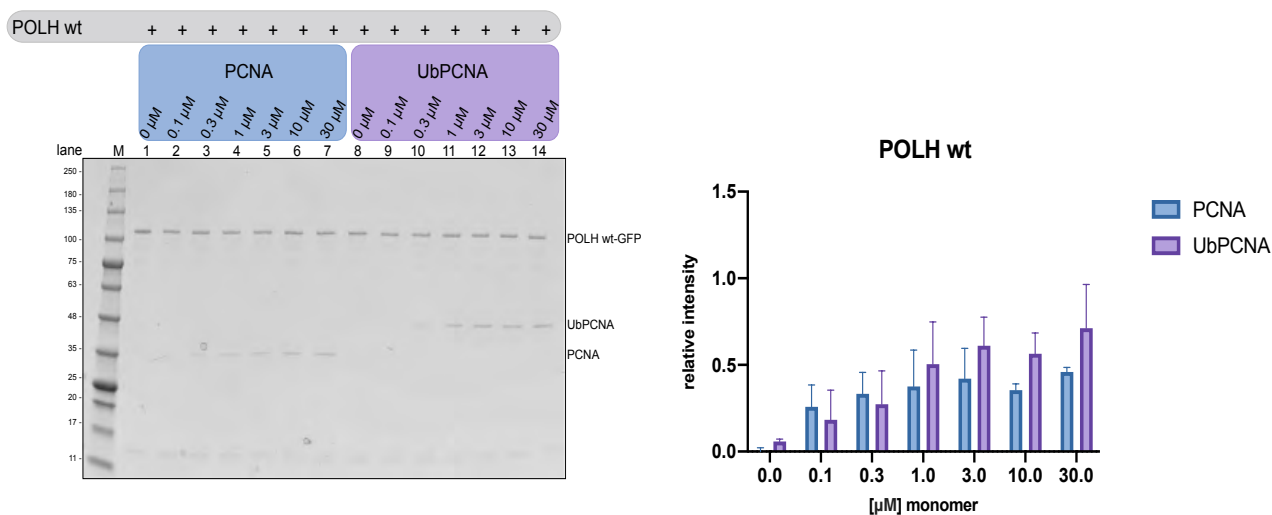 POLH wt + + + + + + + + + + + + + +
PCNA UbPCNA
0 µM 0.1 µM 0.3 µM 1 µM 3 µM 10 µM 30 µM 0 µM 0.1 µM 0.3 µM 1 µM 3 µM 10 µM 30 µM
lane M 1 2 3 4 5 6 7 8 9 10 11 12 13 14
250
180
135
100
75
63
48
35
25
20
17
11
POLH wt-GFP
UbPCNA
PCNA
POLH wt
1.5
1.0
0.5
0.0
relative intensity
0.0 0.1 0.3 1.0 3.0 10.0 30.0
[µM] monomer
PCNA
UbPCNA